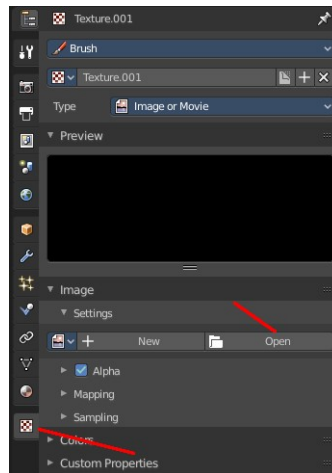 Texture.001
Brush
Texture.001
Type Image or Movie
Preview
Image
Settings
New Open
Alpha
Mapping
Sampling
Colors
Custom Properties